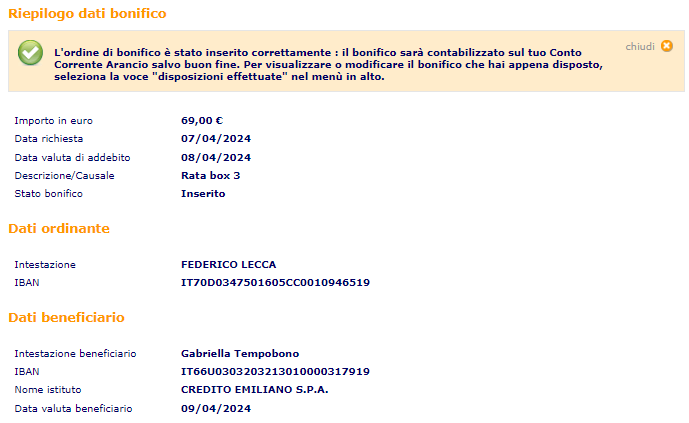 Riepilogo dati bonifico
chiudi
L'ordine di bonifico è stato inserito correttamente : il bonifico sarà contabilizzato sul tuo Conto
Corrente Arancio salvo buon fine. Per visualizzare o modificare il bonifico che hai appena disposto,
seleziona la voce "disposizioni effettuate" nel menù in alto.
Importo in euro 69,00 €
Data richiesta 07/04/2024
Data valuta di addebito 08/04/2024
Descrizione/Causale Rata box 3
Stato bonifico Inserito
Dati ordinante
Intestazione FEDERICO LECCA
IBAN IT70D0347501605CC0010946519
Dati beneficiario
Intestazione beneficiario Gabriella Tempobono
IBAN IT66U0303203213010000317919
Nome istituto CREDITO EMILIANO S.P.A.
Data valuta beneficiario 09/04/2024